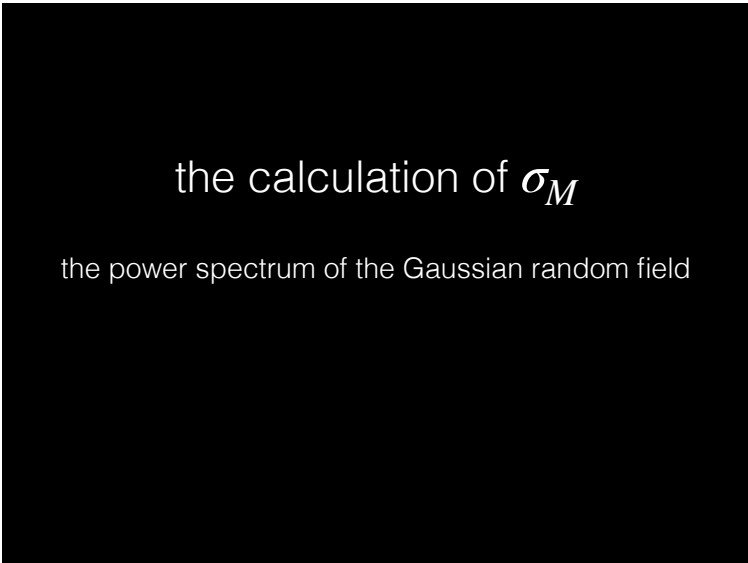 the calculation of σ_M
the power spectrum of the Gaussian random field